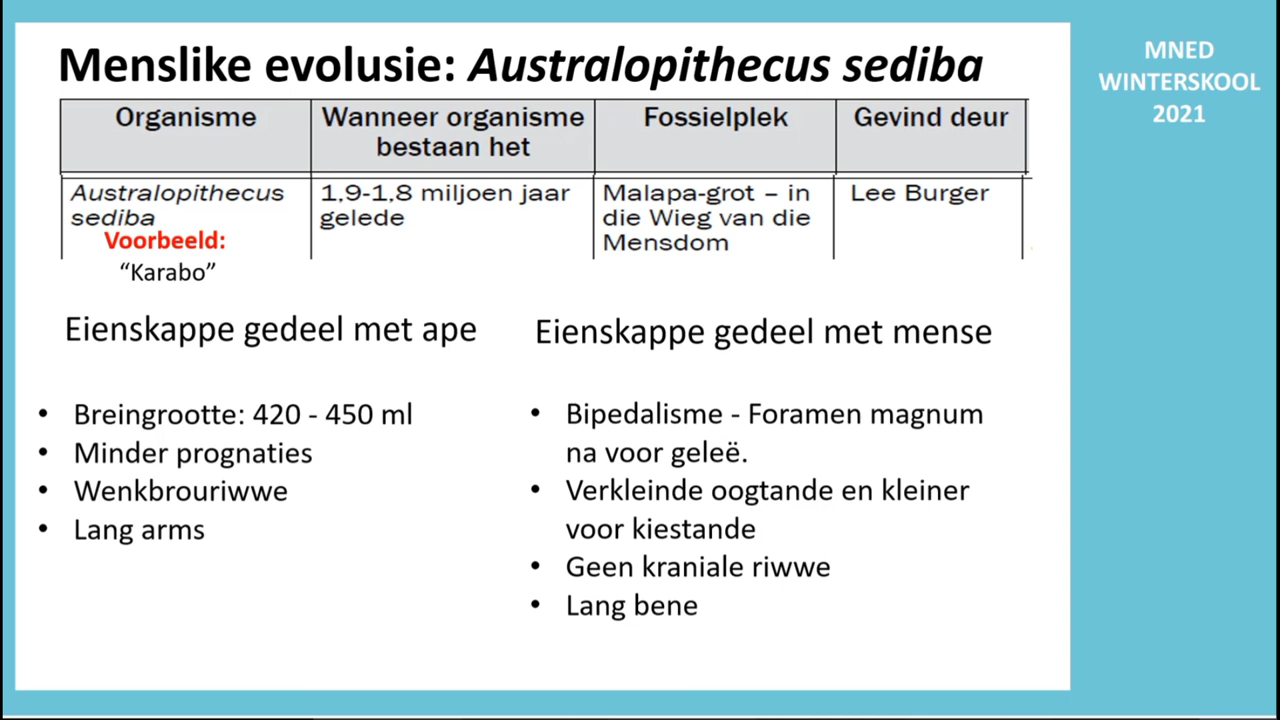 Menslike evolusie: Australopithecus sediba
MNED
WINTERSKOOL
2021
Organisme
Wanneer organisme
bestaan het
Fossielplek
Gevind deur
Australopithecus
sediba
Voorbeeld:
“Karabo”
1,9-1,8 miljoen jaar
gelede
Malapa-grot – in
die Wieg van die
Mensdom
Lee Burger
Eienskappe gedeel met ape
• Breingrootte: 420 - 450 ml
• Minder prognaties
• Wenkbrouriwwe
• Lang arms
Eienskappe gedeel met mense
• Bipedalisme - Foramen magnum
na voor geleë.
• Verkleinde oogtande en kleiner
voor kiestande
• Geen kraniale riwwe
• Lang bene